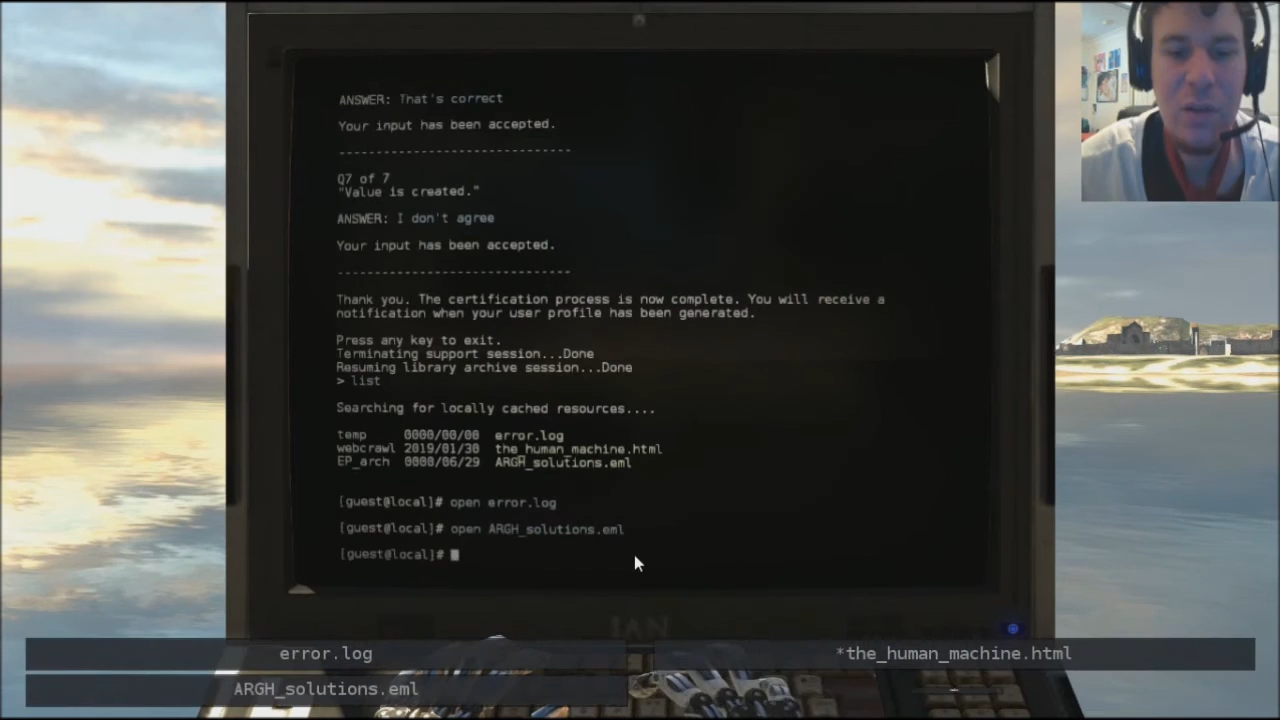 ANSWER: That's correct
Your input has been accepted.
-------------------------------
Q7 of 7
"Value is created."
ANSWER: I don't agree
Your input has been accepted.
-------------------------------
Thank you. The certification process is now complete. You will receive a
notification when your user profile has been generated.
Press any key to exit.
Terminating support session...Done
Resuming library archive session...Done
> list
Searching for locally cached resources....
temp 0000/00/00 error.log
webcrawl 2019/01/30 the_human_machine.html
EP_arch 0000/06/29 ARGH_solutions.eml
[guest@local]# open error.log
[guest@local]# open ARGH_solutions.eml
[guest@local]#
IAN
error.log
*the_human_machine.html
ARGH_solutions.eml